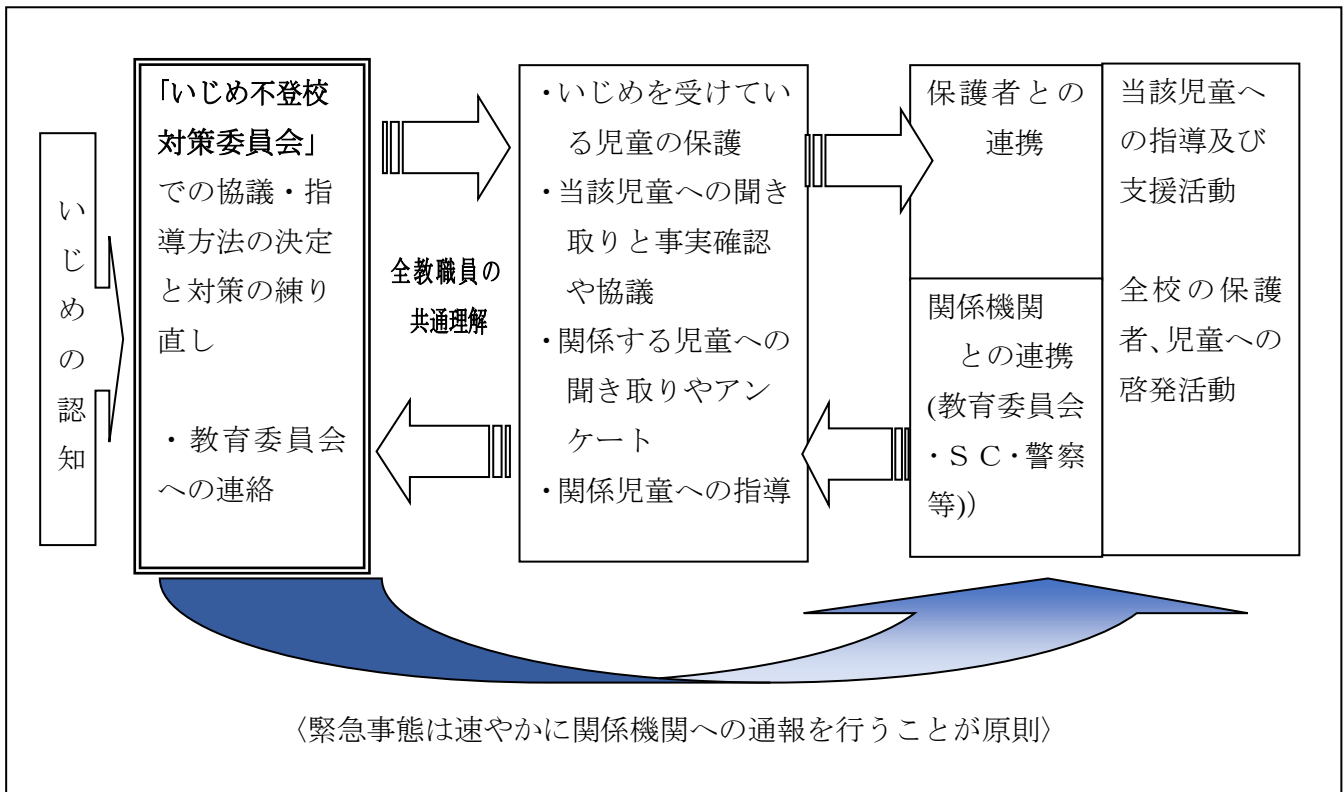 いじめの認知
「いじめ不登校
対策委員会」
での協議・指
導方法の決定
と対策の練り
直し
・教育委員会
への連絡
全教職員の
共通理解
・いじめを受けてい
る児童の保護
・当該児童への聞き
取りと事実確認
や協議
・関係する児童への
聞き取りやアン
ケート
・関係児童への指導
保護者との
連携
関係機関
との連携
(教育委員会
・ＳＣ・警察
等)）
当該児童へ
の指導及び
支援活動
全校の保護
者、児童への
啓発活動
〈緊急事態は速やかに関係機関への通報を行うことが原則〉